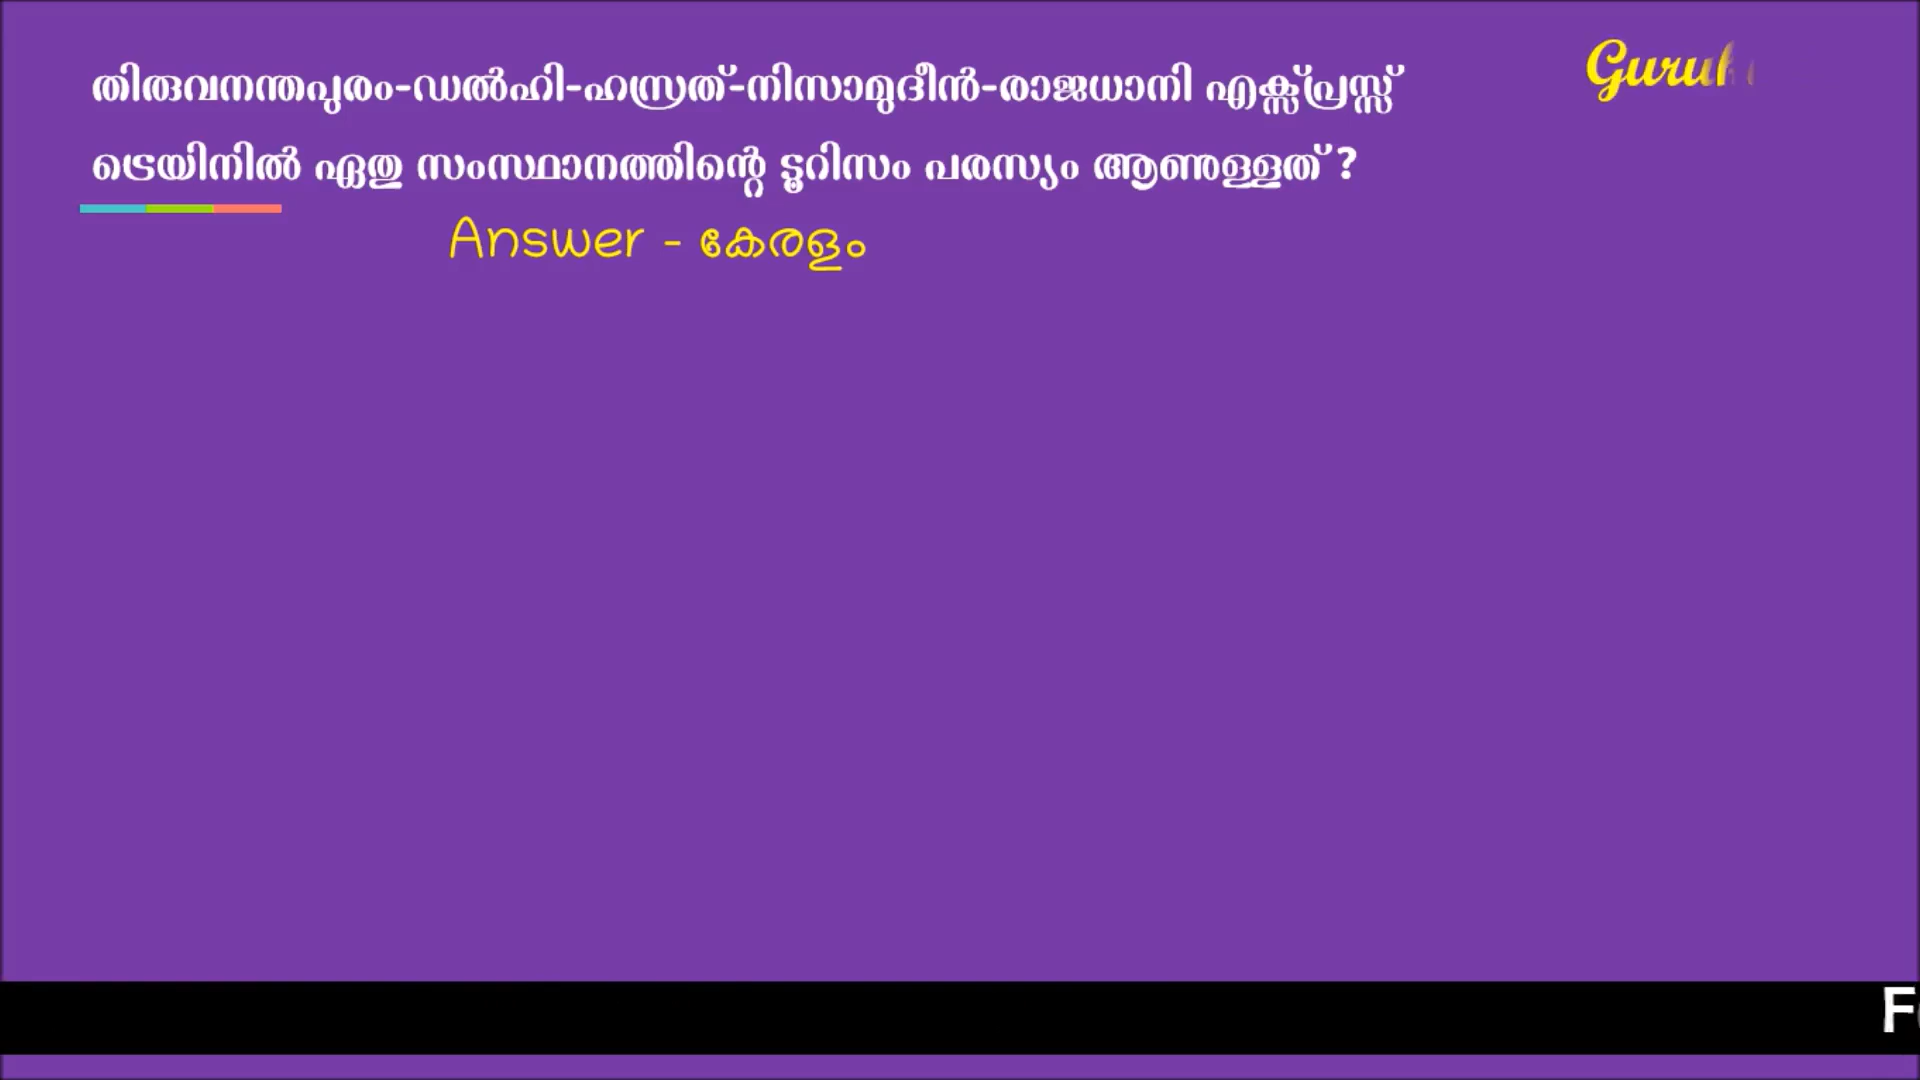 തിരുവനന്തപുരം-ഡൽഹി-ഹസ്രത്-നിസാമുദീൻ-രാജധാനി എക്സ്പ്രസ്സ്
ട്രെയിനിൽ ഏതു സംസ്ഥാനത്തിന്റെ ടൂറിസം പരസ്യം ആണുള്ളത് ?
Answer - കേരളം